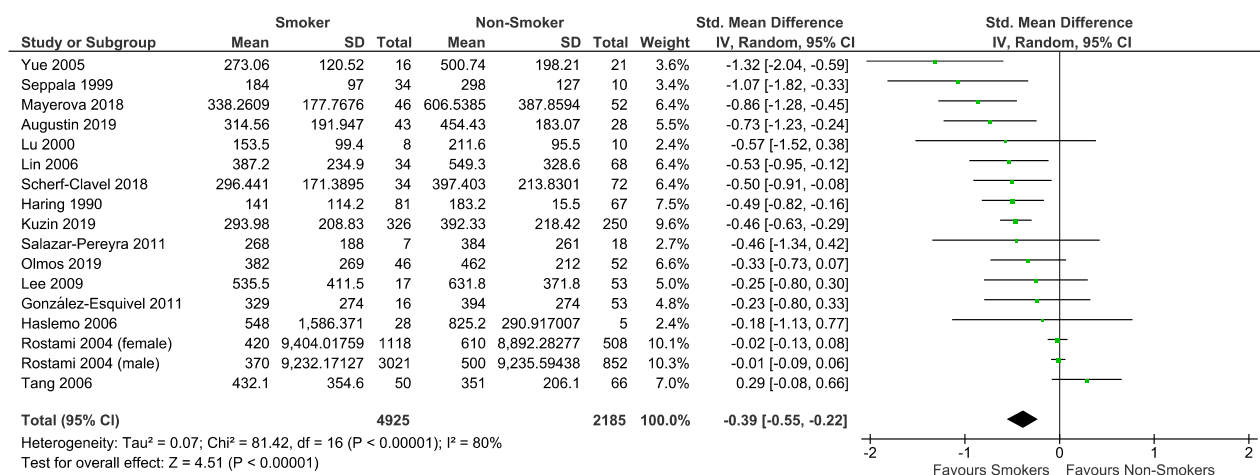 Smoker Non-Smoker Std. Mean Difference Std. Mean Difference
Study or Subgroup Mean SD Total Mean SD Total Weight IV, Random, 95% CI IV, Random, 95% CI
Yue 2005 273.06 120.52 16 500.74 198.21 21 3.6% -1.32 [-2.04, -0.59]
Seppala 1999 184 97 34 298 127 10 3.4% -1.07 [-1.82, -0.33]
Mayerova 2018 338.2609 177.7676 46 606.5385 387.8594 52 6.4% -0.86 [-1.28, -0.45]
Augustin 2019 314.56 191.947 43 454.43 183.07 28 5.5% -0.73 [-1.23, -0.24]
Lu 2000 153.5 99.4 8 211.6 95.5 10 2.4% -0.57 [-1.52, 0.38]
Lin 2006 387.2 234.9 34 549.3 328.6 68 6.4% -0.53 [-0.95, -0.12]
Scherf-Clavel 2018 296.441 171.3895 34 397.403 213.8301 72 6.4% -0.50 [-0.91, -0.08]
Haring 1990 141 114.2 81 183.2 15.5 67 7.5% -0.49 [-0.82, -0.16]
Kuzin 2019 293.98 208.83 326 392.33 218.42 250 9.6% -0.46 [-0.63, -0.29]
Salazar-Pereyra 2011 268 188 7 384 261 18 2.7% -0.46 [-1.34, 0.42]
Olmos 2019 382 269 46 462 212 52 6.6% -0.33 [-0.73, 0.07]
Lee 2009 535.5 411.5 17 631.8 371.8 53 5.0% -0.25 [-0.80, 0.30]
González-Esquivel 2011 329 274 16 394 274 53 4.8% -0.23 [-0.80, 0.33]
Haslemo 2006 548 1,586.371 28 825.2 290.917007 5 2.4% -0.18 [-1.13, 0.77]
Rostami 2004 (female) 420 9,404.01759 1118 610 8,892.28277 508 10.1% -0.02 [-0.13, 0.08]
Rostami 2004 (male) 370 9,232.17127 3021 500 9,235.59438 852 10.3% -0.01 [-0.09, 0.06]
Tang 2006 432.1 354.6 50 351 206.1 66 7.0% 0.29 [-0.08, 0.66]
Total (95% CI) 4925 2185 100.0% -0.39 [-0.55, -0.22]
Heterogeneity: Tau² = 0.07; Chi² = 81.42, df = 16 (P < 0.00001); I² = 80%
Test for overall effect: Z = 4.51 (P < 0.00001)
-2 -1 0 1 2
Favours Smokers Favours Non-Smokers